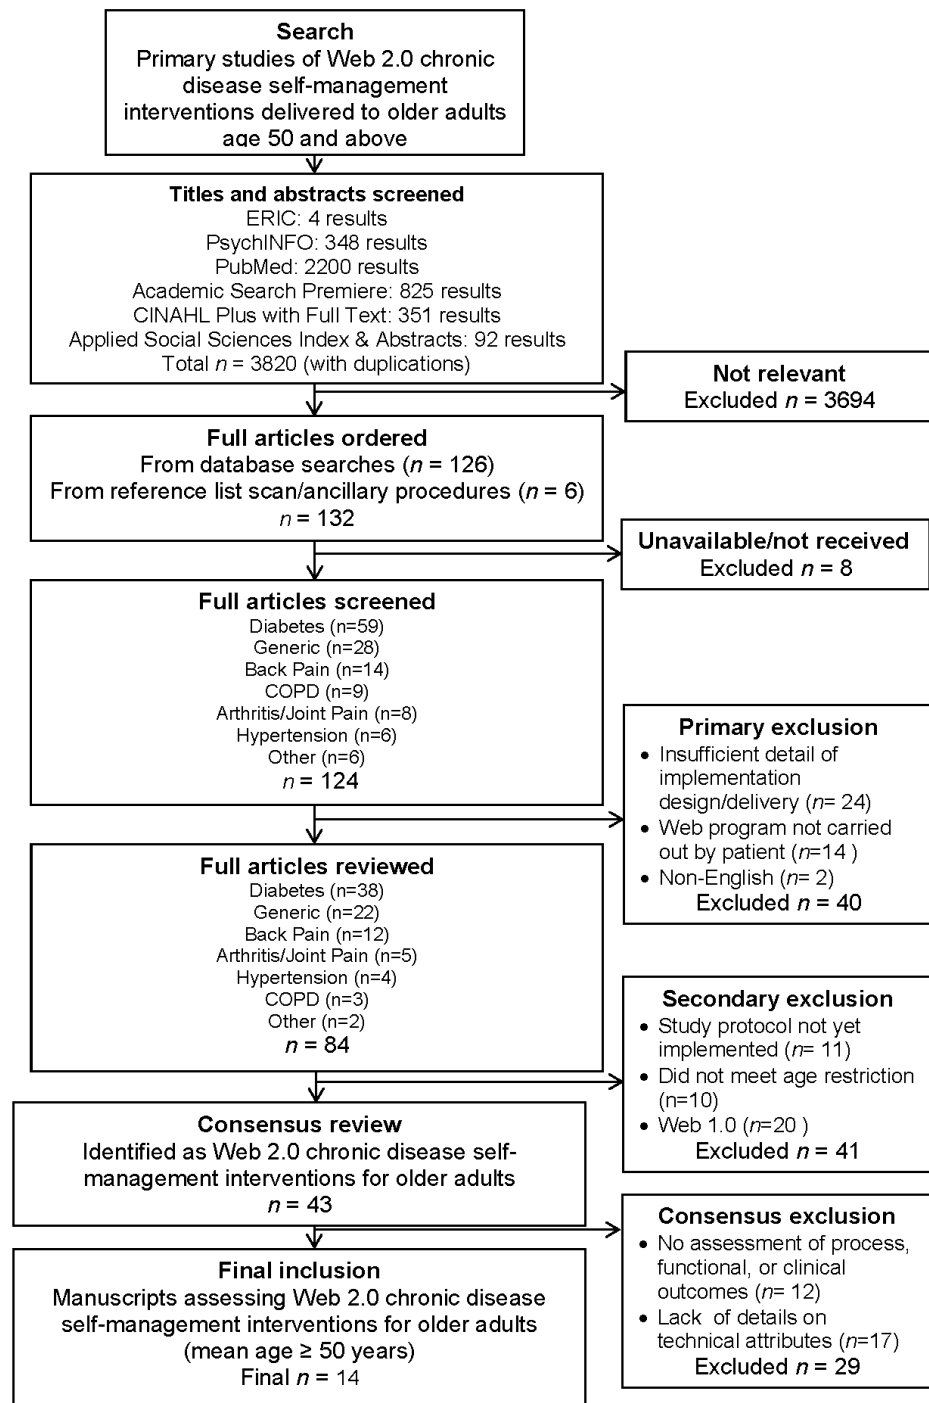 Search
Primary studies of Web 2.0 chronic
disease self-management
interventions delivered to older adults
age 50 and above
Titles and abstracts screened
ERIC: 4 results
PsychINFO: 348 results
PubMed: 2200 results
Academic Search Premiere: 825 results
CINAHL Plus with Full Text: 351 results
Applied Social Sciences Index & Abstracts: 92 results
Total n = 3820 (with duplications)
Not relevant
Excluded n = 3694
Full articles ordered
From database searches (n = 126)
From reference list scan/ancillary procedures (n = 6)
n = 132
Unavailable/not received
Excluded n = 8
Full articles screened
Diabetes (n=59)
Generic (n=28)
Back Pain (n=14)
COPD (n=9)
Arthritis/Joint Pain (n=8)
Hypertension (n=6)
Other (n=6)
n = 124
Primary exclusion
• Insufficient detail of
implementation
design/delivery (n= 24)
• Web program not carried
out by patient (n=14 )
• Non-English (n= 2)
Excluded n = 40
Full articles reviewed
Diabetes (n=38)
Generic (n=22)
Back Pain (n=12)
Arthritis/Joint Pain (n=5)
Hypertension (n=4)
COPD (n=3)
Other (n=2)
n = 84
Secondary exclusion
• Study protocol not yet
implemented (n= 11)
• Did not meet age restriction
(n=10)
• Web 1.0 (n=20 )
Excluded n = 41
Consensus review
Identified as Web 2.0 chronic disease self-
management interventions for older adults
n = 43
Consensus exclusion
• No assessment of process,
functional, or clinical
outcomes (n= 12)
• Lack of details on
technical attributes (n=17)
Excluded n = 29
Final inclusion
Manuscripts assessing Web 2.0 chronic disease
self-management interventions for older adults
(mean age ≥ 50 years)
Final n = 14